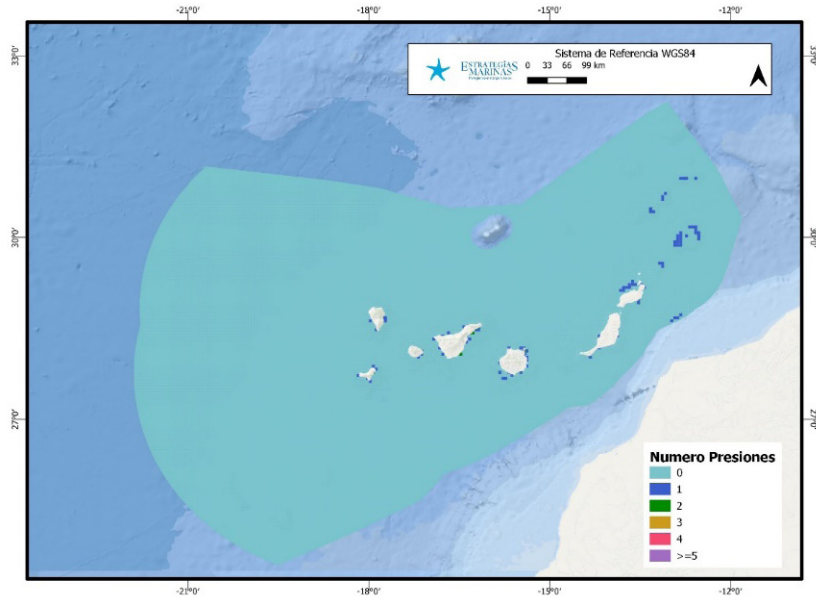 -21°0' -18°0' -15°0' -12°0'
33°0'
Sistema de Referencia WGS84
ESTRATEGIAS MARINAS
0 33 66 99 km
30°0'
27°0' 27°0'
Numero Presiones
0
1
2
3
4
>=5
-21°0' -18°0' -15°0' -12°0'